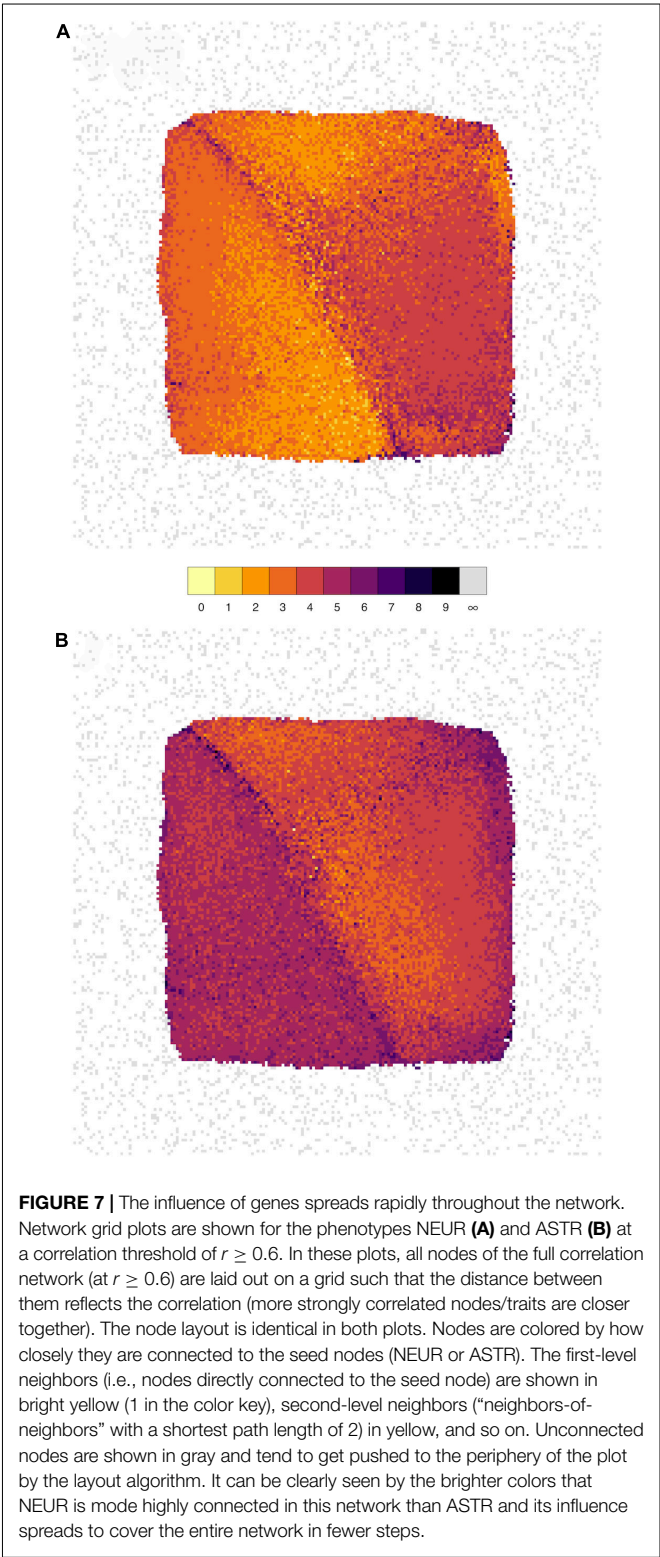 A
0 1 2 3 4 5 6 7 8 9 ∞
B
FIGURE 7 | The influence of genes spreads rapidly throughout the network.
Network grid plots are shown for the phenotypes NEUR (A) and ASTR (B) at
a correlation threshold of r ≥ 0.6. In these plots, all nodes of the full correlation
network (at r ≥ 0.6) are laid out on a grid such that the distance between
them reflects the correlation (more strongly correlated nodes/traits are closer
together). The node layout is identical in both plots. Nodes are colored by how
closely they are connected to the seed nodes (NEUR or ASTR). The first-level
neighbors (i.e., nodes directly connected to the seed node) are shown in
bright yellow (1 in the color key), second-level neighbors (“neighbors-of-
neighbors” with a shortest path length of 2) in yellow, and so on. Unconnected
nodes are shown in gray and tend to get pushed to the periphery of the plot
by the layout algorithm. It can be clearly seen by the brighter colors that
NEUR is mode highly connected in this network than ASTR and its influence
spreads to cover the entire network in fewer steps.